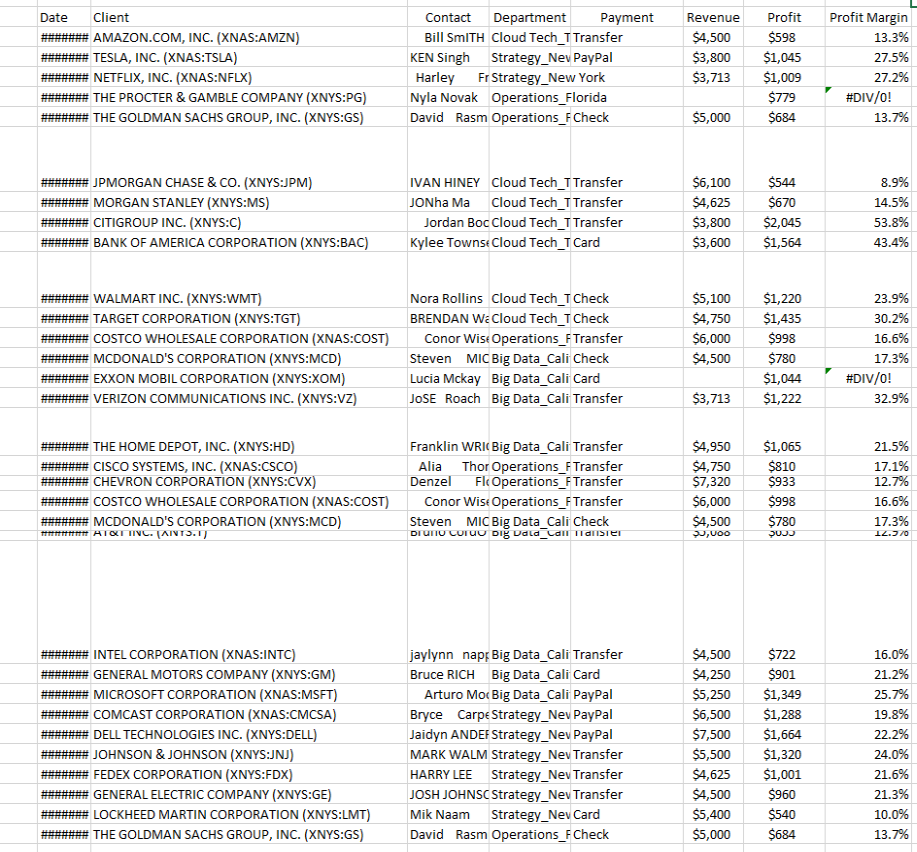 Date Client Contact Department Payment Revenue Profit Profit Margin
####### AMAZON.COM, INC. (XNAS:AMZN) Bill SmITH Cloud Tech_T Transfer $4,500 $598 13.3%
####### TESLA, INC. (XNAS:TSLA) KEN Singh Strategy_Nev PayPal $3,800 $1,045 27.5%
####### NETFLIX, INC. (XNAS:NFLX) Harley Fr Strategy_New York $3,713 $1,009 27.2%
####### THE PROCTER & GAMBLE COMPANY (XNYS:PG) Nyla Novak Operations_Florida $779 #DIV/0!
####### THE GOLDMAN SACHS GROUP, INC. (XNYS:GS) David Rasm Operations_F Check $5,000 $684 13.7%
####### JPMORGAN CHASE & CO. (XNYS:JPM) IVAN HINEY Cloud Tech_T Transfer $6,100 $544 8.9%
####### MORGAN STANLEY (XNYS:MS) JONha Ma Cloud Tech_T Transfer $4,625 $670 14.5%
####### CITIGROUP INC. (XNYS:C) Jordan Boc Cloud Tech_T Transfer $3,800 $2,045 53.8%
####### BANK OF AMERICA CORPORATION (XNYS:BAC) Kylee Townse Cloud Tech_T Card $3,600 $1,564 43.4%
####### WALMART INC. (XNYS:WMT) Nora Rollins Cloud Tech_T Check $5,100 $1,220 23.9%
####### TARGET CORPORATION (XNYS:TGT) BRENDAN Wa Cloud Tech_T Check $4,750 $1,435 30.2%
####### COSTCO WHOLESALE CORPORATION (XNAS:COST) Conor Wise Operations_F Transfer $6,000 $998 16.6%
####### MCDONALD'S CORPORATION (XNYS:MCD) Steven MIC Big Data_Cali Check $4,500 $780 17.3%
####### EXXON MOBIL CORPORATION (XNYS:XOM) Lucia Mckay Big Data_Cali Card $1,044 #DIV/0!
####### VERIZON COMMUNICATIONS INC. (XNYS:VZ) JoSE Roach Big Data_Cali Transfer $3,713 $1,222 32.9%
####### THE HOME DEPOT, INC. (XNYS:HD) Franklin WRIG Big Data_Cali Transfer $4,950 $1,065 21.5%
####### CISCO SYSTEMS, INC. (XNAS:CSCO) Alia Thor Operations_F Transfer $4,750 $810 17.1%
####### CHEVRON CORPORATION (XNYS:CVX) Denzel Flo Operations_F Transfer $7,320 $933 12.7%
####### COSTCO WHOLESALE CORPORATION (XNAS:COST) Conor Wise Operations_F Transfer $6,000 $998 16.6%
####### MCDONALD'S CORPORATION (XNYS:MCD) Steven MIC Big Data_Cali Check $4,500 $780 17.3%
####### AT&T INC. (XNYS:T) Bruno Big Data_Cali Transfer 12.9%
####### INTEL CORPORATION (XNAS:INTC) jaylynn napp Big Data_Cali Transfer $4,500 $722 16.0%
####### GENERAL MOTORS COMPANY (XNYS:GM) Bruce RICH Big Data_Cali Card $4,250 $901 21.2%
####### MICROSOFT CORPORATION (XNAS:MSFT) Arturo Moc Big Data_Cali PayPal $5,250 $1,349 25.7%
####### COMCAST CORPORATION (XNAS:CMCSA) Bryce Carpe Strategy_Nev PayPal $6,500 $1,288 19.8%
####### DELL TECHNOLOGIES INC. (XNYS:DELL) Jaidyn ANDEF Strategy_Nev PayPal $7,500 $1,664 22.2%
####### JOHNSON & JOHNSON (XNYS:JNJ) MARK WALM Strategy_Nev Transfer $5,500 $1,320 24.0%
####### FEDEX CORPORATION (XNYS:FDX) HARRY LEE Strategy_Nev Transfer $4,625 $1,001 21.6%
####### GENERAL ELECTRIC COMPANY (XNYS:GE) JOSH JOHNSC Strategy_Nev Transfer $4,500 $960 21.3%
####### LOCKHEED MARTIN CORPORATION (XNYS:LMT) Mik Naam Strategy_Nev Card $5,400 $540 10.0%
####### THE GOLDMAN SACHS GROUP, INC. (XNYS:GS) David Rasm Operations_F Check $5,000 $684 13.7%